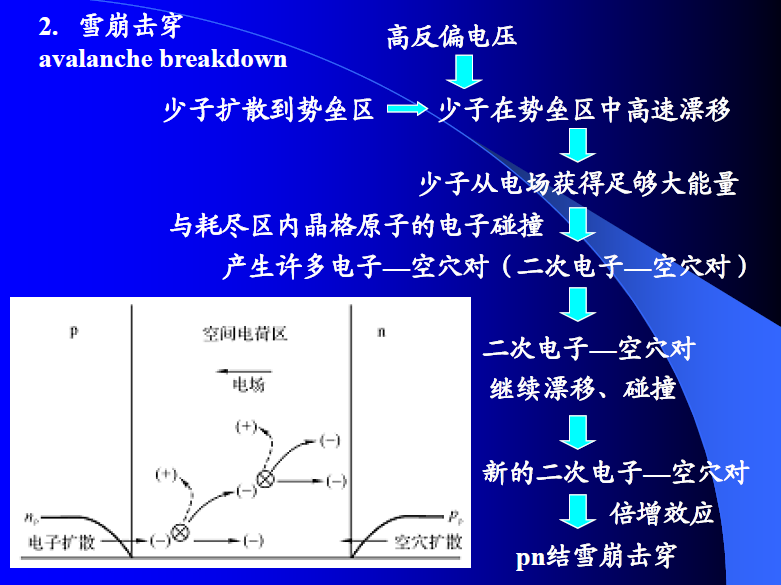 2. 雪崩击穿
avalanche breakdown
高反偏电压
少子扩散到势垒区
少子在势垒区中高速漂移
少子从电场获得足够大能量
与耗尽区内晶格原子的电子碰撞
产生许多电子—空穴对（二次电子—空穴对）
二次电子—空穴对
继续漂移、碰撞
新的二次电子—空穴对
倍增效应
pn结雪崩击穿
p
空间电荷区
n
电场
(+)
(−)
(+)
(−)
(−)
(−)
(−)
nₚ
pₚ
电子扩散
空穴扩散